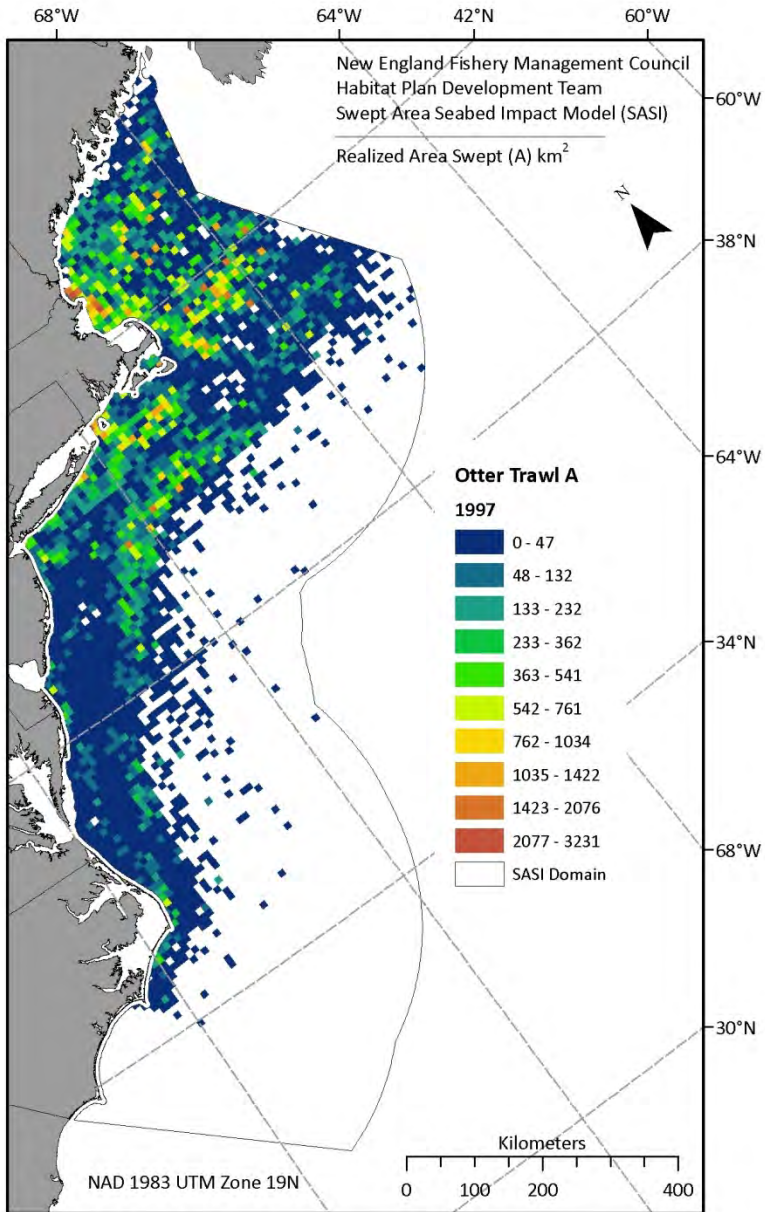 68°W
64°W
42°N
60°W
New England Fishery Management Council
Habitat Plan Development Team
Swept Area Seabed Impact Model (SASI)
Realized Area Swept (A) km²
60°W
N
38°N
64°W
Otter Trawl A
1997
0 - 47
48 - 132
133 - 232
233 - 362
363 - 541
542 - 761
762 - 1034
1035 - 1422
1423 - 2076
2077 - 3231
SASI Domain
34°N
68°W
30°N
Kilometers
0 100 200 300 400
NAD 1983 UTM Zone 19N